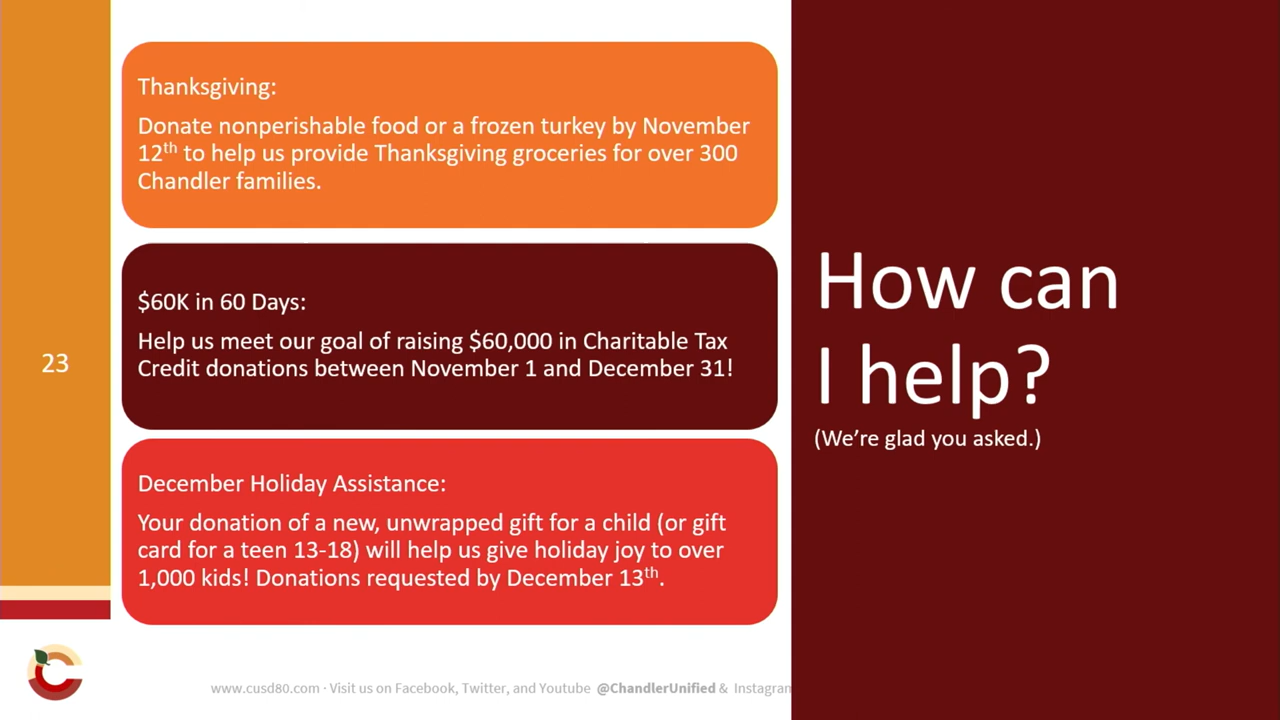 Thanksgiving:
Donate nonperishable food or a frozen turkey by November
12th to help us provide Thanksgiving groceries for over 300
Chandler families.
$60K in 60 Days:
Help us meet our goal of raising $60,000 in Charitable Tax
Credit donations between November 1 and December 31!
December Holiday Assistance:
Your donation of a new, unwrapped gift for a child (or gift
card for a teen 13-18) will help us give holiday joy to over
1,000 kids! Donations requested by December 13th.
23
How can
I help?
(We’re glad you asked.)
www.cusd80.com · Visit us on Facebook, Twitter, and Youtube @ChandlerUnified & Instagram